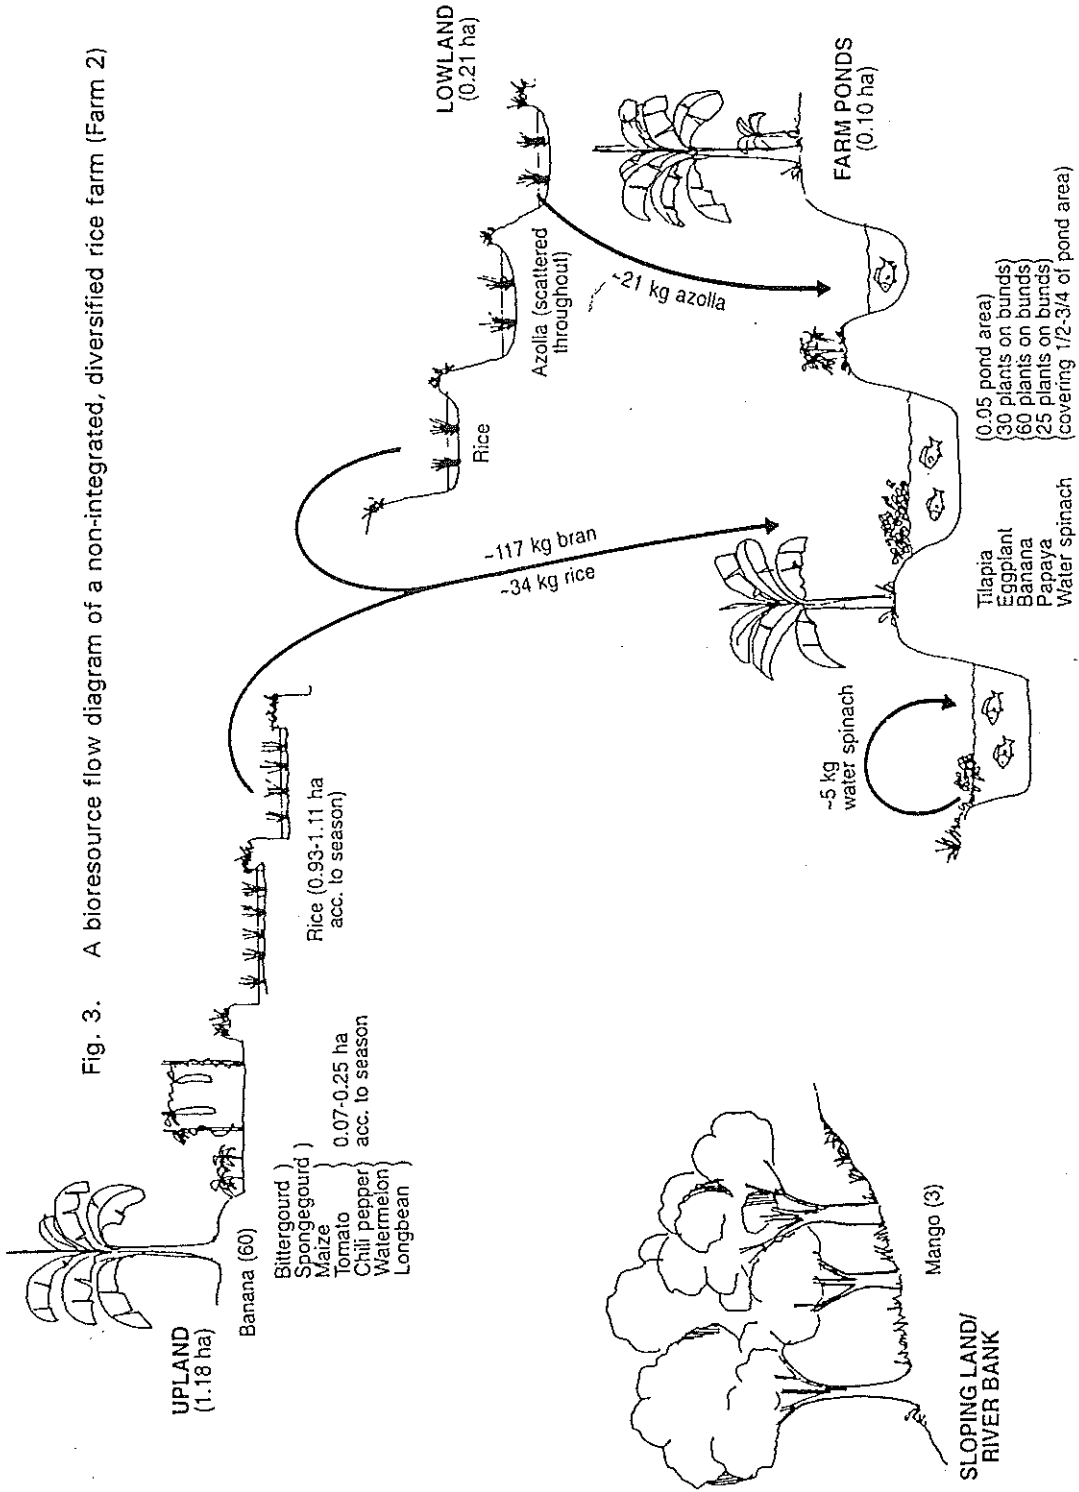 Fig. 3. A bioresource flow diagram of a non-integrated, diversified rice farm (Farm 2)
UPLAND
(1.18 ha)
Banana (60)
Bittergourd )
Spongegourd )
Maize )
Tomato ) 0.07-0.25 ha
Chili pepper) acc. to season
Watermelon)
Longbean )
Rice (0.93-1.11 ha
acc. to season)
~117 kg bran
~34 kg rice
Rice
Azolla (scattered
throughout)
LOWLAND
(0.21 ha)
~21 kg azolla
FARM PONDS
(0.10 ha)
~5 kg
water spinach
Tilapia (0.05 pond area)
Eggplant (30 plants on bunds)
Banana (60 plants on bunds)
Papaya (25 plants on bunds)
Water spinach (covering 1/2-3/4 of pond area)
Mango (3)
SLOPING LAND/
RIVER BANK